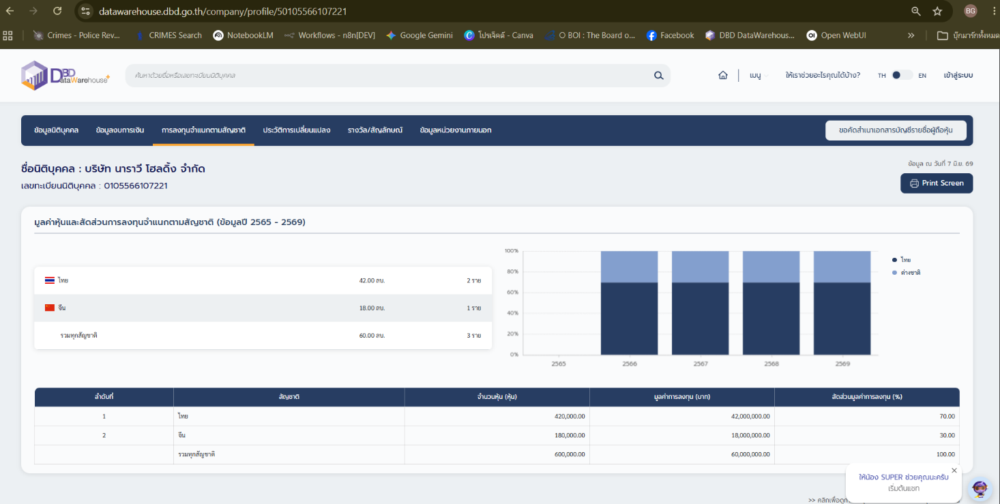 datawarehouse.dbd.go.th/company/profile/50105566107221
BG
Crimes - Police Rev...
CRIMES Search
NotebookLM
Workflows - n8n[DEV]
Google Gemini
โปรเจ็คต์ - Canva
O BOI : The Board o...
Facebook
DBD DataWarehous...
OI Open WebUI
»
บุ๊กมาร์กทั้งหมด
DBD DataWarehouse+
ค้นหาด้วยชื่อหรือเลขทะเบียนนิติบุคคล
เมนู
ให้เราช่วยอะไรคุณได้บ้าง?
TH
EN
เข้าสู่ระบบ
ข้อมูลนิติบุคคล
ข้อมูลงบการเงิน
การลงทุนจำแนกตามสัญชาติ
ประวัติการเปลี่ยนแปลง
รางวัล/สัญลักษณ์
ข้อมูลหน่วยงานภายนอก
ขอคัดสำเนาเอกสารบัญชีรายชื่อผู้ถือหุ้น
ชื่อนิติบุคคล : บริษัท นาราวี โฮลดิ้ง จำกัด
ข้อมูล ณ วันที่ 7 มิ.ย. 69
เลขทะเบียนนิติบุคคล : 0105566107221
Print Screen
มูลค่าหุ้นและสัดส่วนการลงทุนจำแนกตามสัญชาติ (ข้อมูลปี 2565 - 2569)
ไทย 42.00 ลบ. 2 ราย
จีน 18.00 ลบ. 1 ราย
รวมทุกสัญชาติ 60.00 ลบ. 3 ราย
100%
80%
60%
40%
20%
0%
2565 2566 2567 2568 2569
ไทย
ต่างชาติ
ลำดับที่ สัญชาติ จำนวนหุ้น (หุ้น) มูลค่าการลงทุน (บาท) สัดส่วนมูลค่าการลงทุน (%)
1 ไทย 420,000.00 42,000,000.00 70.00
2 จีน 180,000.00 18,000,000.00 30.00
รวมทุกสัญชาติ 600,000.00 60,000,000.00 100.00
ให้น้อง SUPER ช่วยคุณนะครับ
เริ่มต้นแชท
>> คลิกเพื่อดู